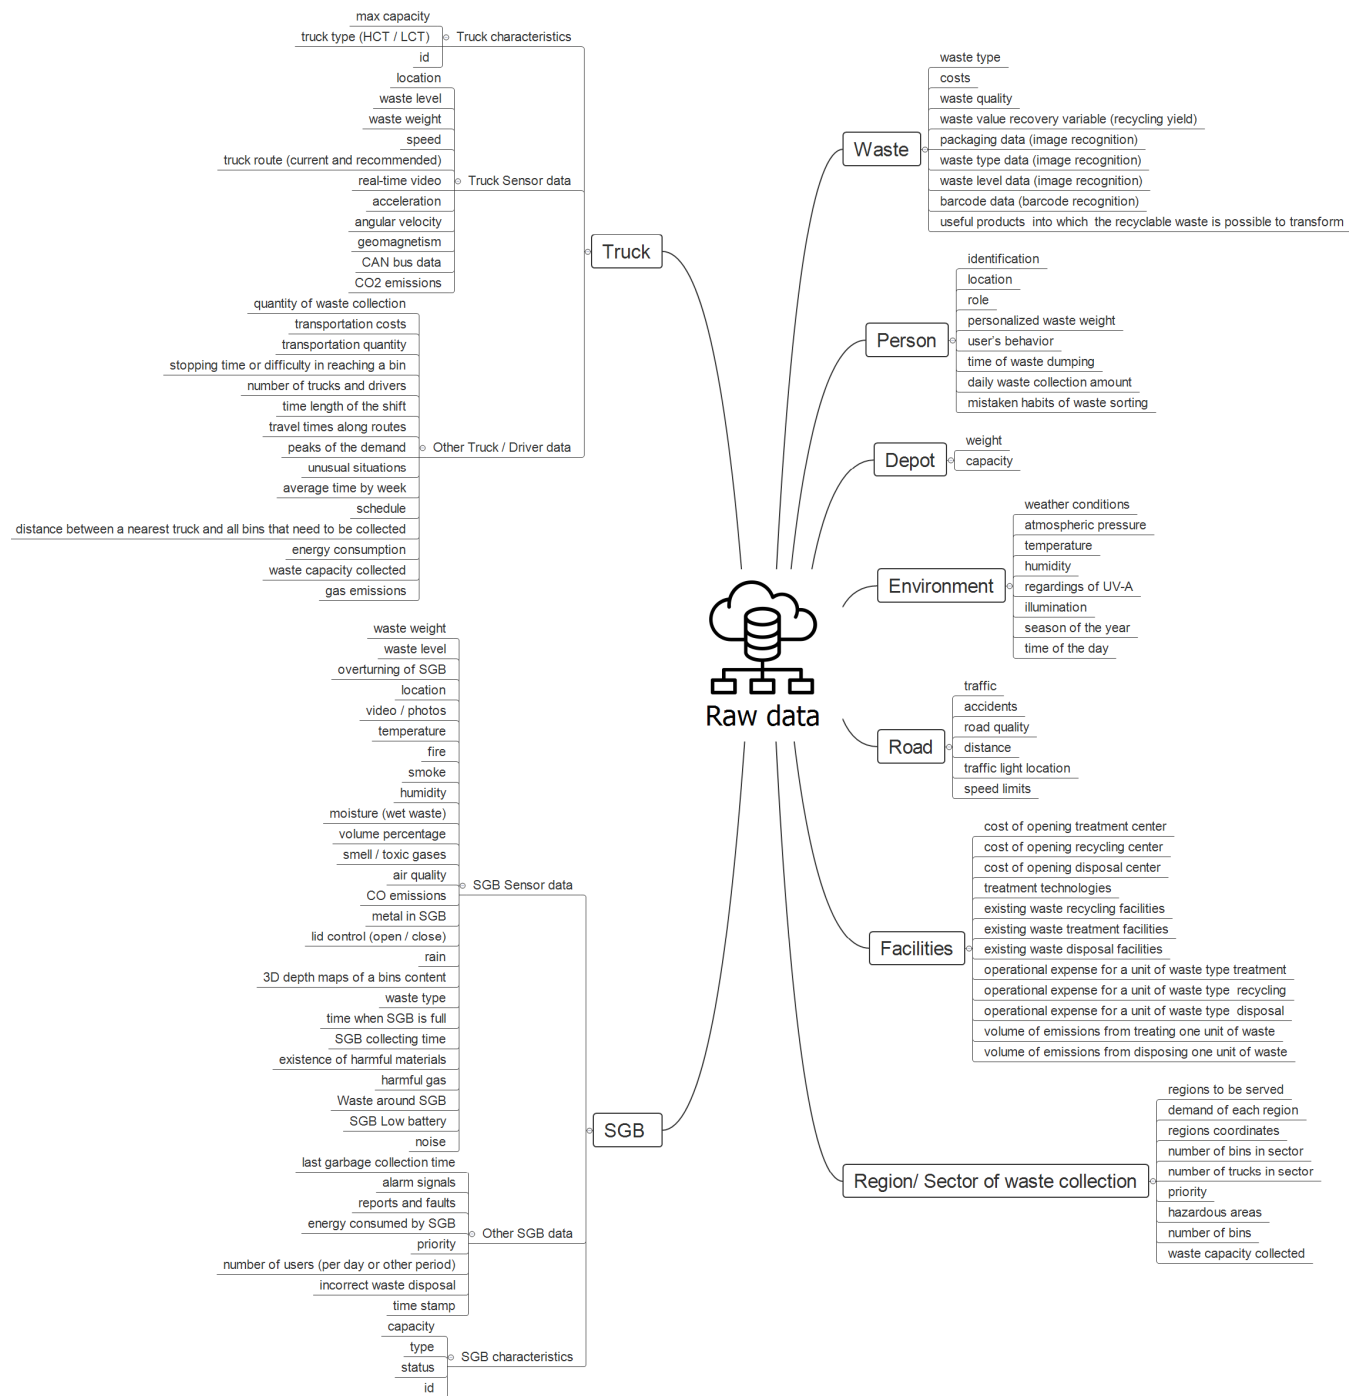 max capacity
truck type (HCT / LCT)
id
Truck characteristics
location
waste level
waste weight
speed
truck route (current and recommended)
real-time video
acceleration
angular velocity
geomagnetism
CAN bus data
CO2 emissions
Truck Sensor data
quantity of waste collection
transportation costs
transportation quantity
stopping time or difficulty in reaching a bin
number of trucks and drivers
time length of the shift
travel times along routes
peaks of the demand
unusual situations
average time by week
schedule
distance between a nearest truck and all bins that need to be collected
energy consumption
waste capacity collected
gas emissions
Other Truck / Driver data
Truck
waste weight
waste level
overturning of SGB
location
video / photos
temperature
fire
smoke
humidity
moisture (wet waste)
volume percentage
smell / toxic gases
air quality
CO emissions
metal in SGB
lid control (open / close)
rain
3D depth maps of a bins content
waste type
time when SGB is full
SGB collecting time
existence of harmful materials
harmful gas
Waste around SGB
SGB Low battery
noise
SGB Sensor data
last garbage collection time
alarm signals
reports and faults
energy consumed by SGB
priority
number of users (per day or other period)
incorrect waste disposal
time stamp
Other SGB data
capacity
type
status
id
SGB characteristics
SGB
Raw data
Waste
waste type
costs
waste quality
waste value recovery variable (recycling yield)
packaging data (image recognition)
waste type data (image recognition)
waste level data (image recognition)
barcode data (barcode recognition)
useful products into which the recyclable waste is possible to transform
Person
identification
location
role
personalized waste weight
user's behavior
time of waste dumping
daily waste collection amount
mistaken habits of waste sorting
Depot
weight
capacity
Environment
weather conditions
atmospheric pressure
temperature
humidity
regardings of UV-A
illumination
season of the year
time of the day
Road
traffic
accidents
road quality
distance
traffic light location
speed limits
Facilities
cost of opening treatment center
cost of opening recycling center
cost of opening disposal center
treatment technologies
existing waste recycling facilities
existing waste treatment facilities
existing waste disposal facilities
operational expense for a unit of waste type treatment
operational expense for a unit of waste type recycling
operational expense for a unit of waste type disposal
volume of emissions from treating one unit of waste
volume of emissions from disposing one unit of waste
Region/ Sector of waste collection
regions to be served
demand of each region
regions coordinates
number of bins in sector
number of trucks in sector
priority
hazardous areas
number of bins
waste capacity collected